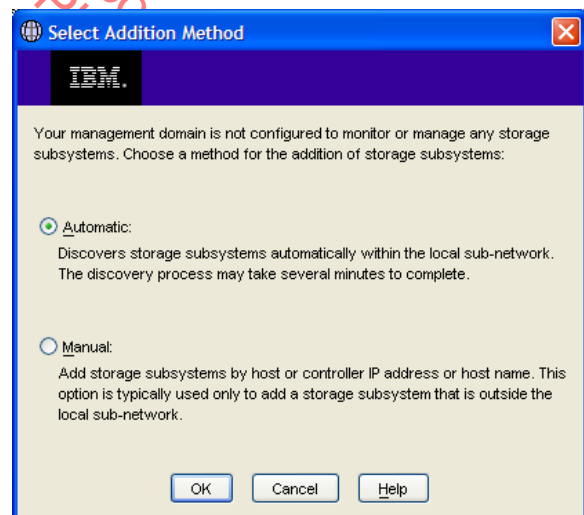 Select Addition Method
IBM.
Your management domain is not configured to monitor or manage any storage
subsystems. Choose a method for the addition of storage subsystems:
Automatic:
Discovers storage subsystems automatically within the local sub-network.
The discovery process may take several minutes to complete.
Manual:
Add storage subsystems by host or controller IP address or host name. This
option is typically used only to add a storage subsystem that is outside the
local sub-network.
OK Cancel Help